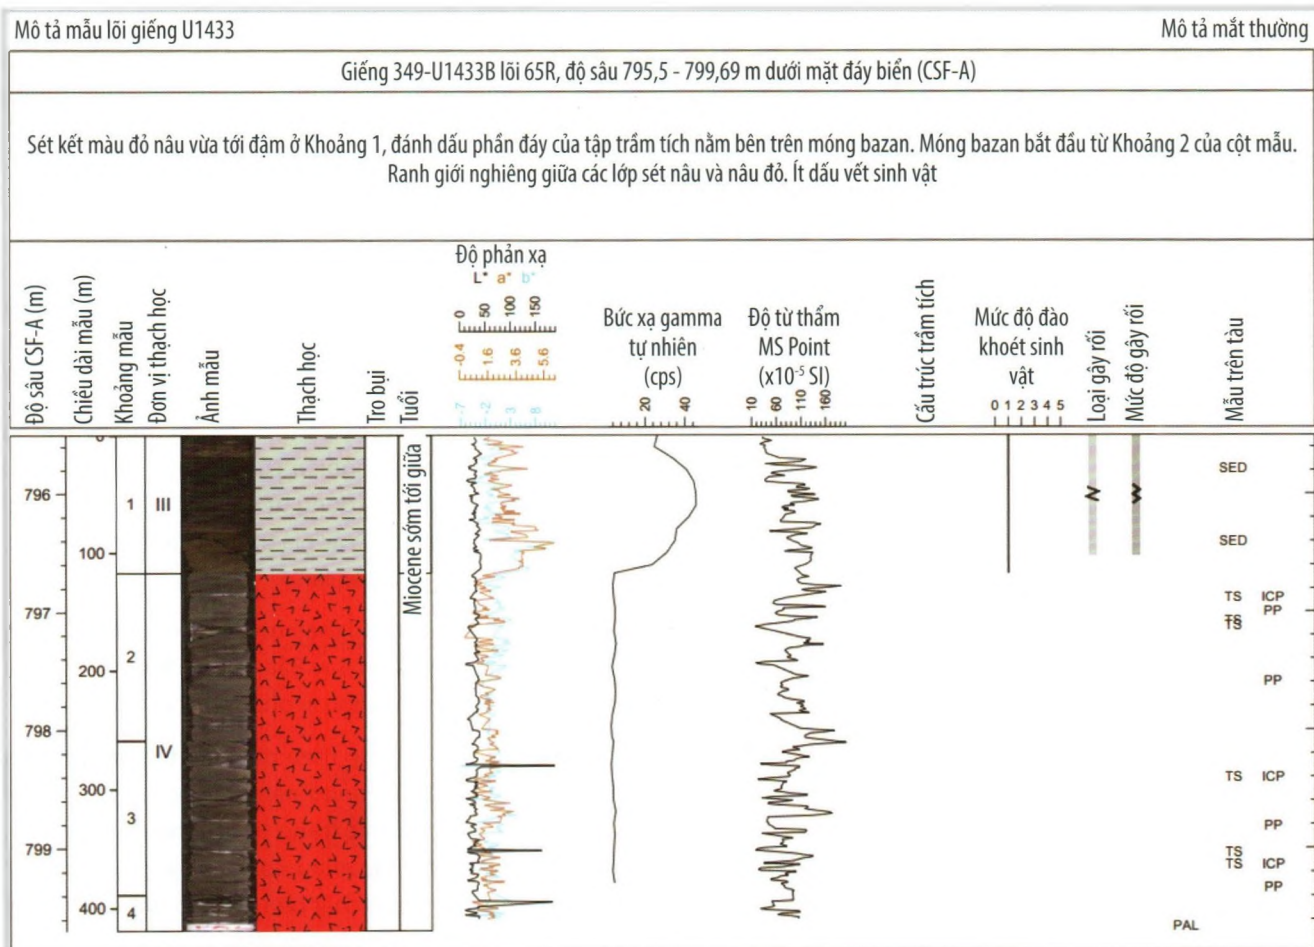 Mô tả mẫu lõi giếng U1433
Mô tả mắt thường
Giếng 349-U1433B lõi 65R, độ sâu 795,5 - 799,69 m dưới mặt đáy biển (CSF-A)
Sét kết màu đỏ nâu vừa tới đậm ở Khoảng 1, đánh dấu phần đáy của tập trầm tích nằm bên trên móng bazan. Móng bazan bắt đầu từ Khoảng 2 của cột mẫu.
Ranh giới nghiêng giữa các lớp sét nâu và nâu đỏ. Ít dấu vết sinh vật
Độ sâu CSF-A (m)
Chiều dài mẫu (m)
Khoảng mẫu
Đơn vị thạch học
Ảnh mẫu
Thạch học
Tro bụi
Tuổi
Độ phản xạ
L* a* b*
0 50 100 150
-0.4 1.6 3.6 5.6
-7 -2 3 8
Bức xạ gamma
tự nhiên
(cps)
20 40
Độ từ thẩm
MS Point
(x10⁻⁵ SI)
10 60 110 160
Cấu trúc trầm tích
Mức độ đào
khoét sinh
vật
0 1 2 3 4 5
Loại gây rối
Mức độ gây rối
Mẫu trên tàu
0
Miocene sớm tới giữa
SED
796
1
III
100
SED
TS ICP
797
PP
TS
TS
2
200
PP
798
IV
300
TS ICP
3
PP
799
TS
TS ICP
PP
400
4
PAL